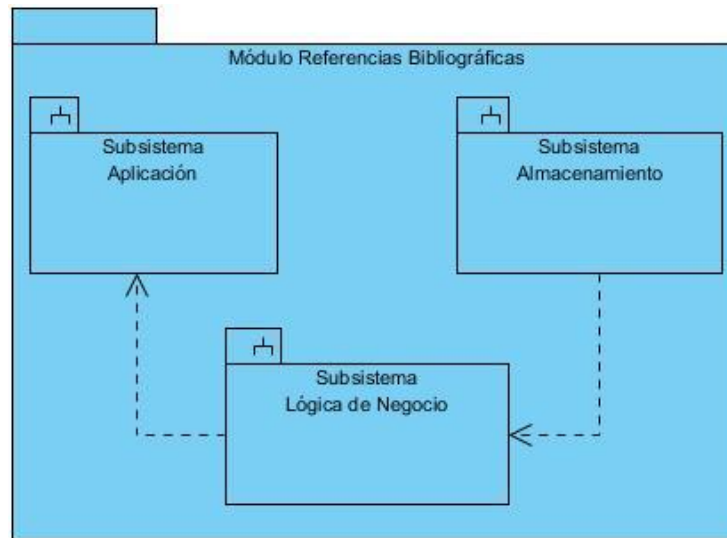 Módulo Referencias Bibliográficas
Subsistema
Aplicación
Subsistema
Almacenamiento
Subsistema
Lógica de Negocio